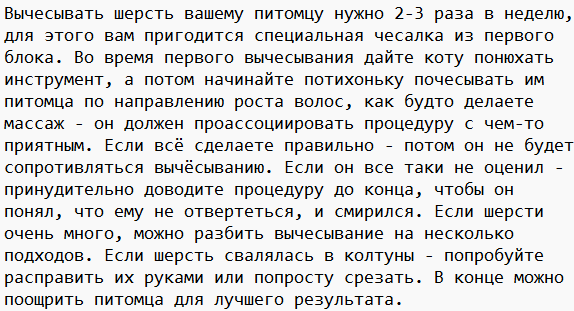 Вычесывать шерсть вашему питомцу нужно 2-3 раза в неделю,
для этого вам пригодится специальная чесалка из первого
блока. Во время первого вычесывания дайте коту понюхать
инструмент, а потом начинайте потихоньку почесывать им
питомца по направлению роста волос, как будто делаете
массаж - он должен проассоциировать процедуру с чем-то
приятным. Если всё сделаете правильно - потом он не будет
сопротивляться вычёсыванию. Если он все таки не оценил -
принудительно доводите процедуру до конца, чтобы он
понял, что ему не отвертеться, и смирился. Если шерсти
очень много, можно разбить вычесывание на несколько
подходов. Если шерсть свалялась в колтуны - попробуйте
расправить их руками или попросту срезать. В конце можно
поощрить питомца для лучшего результата.